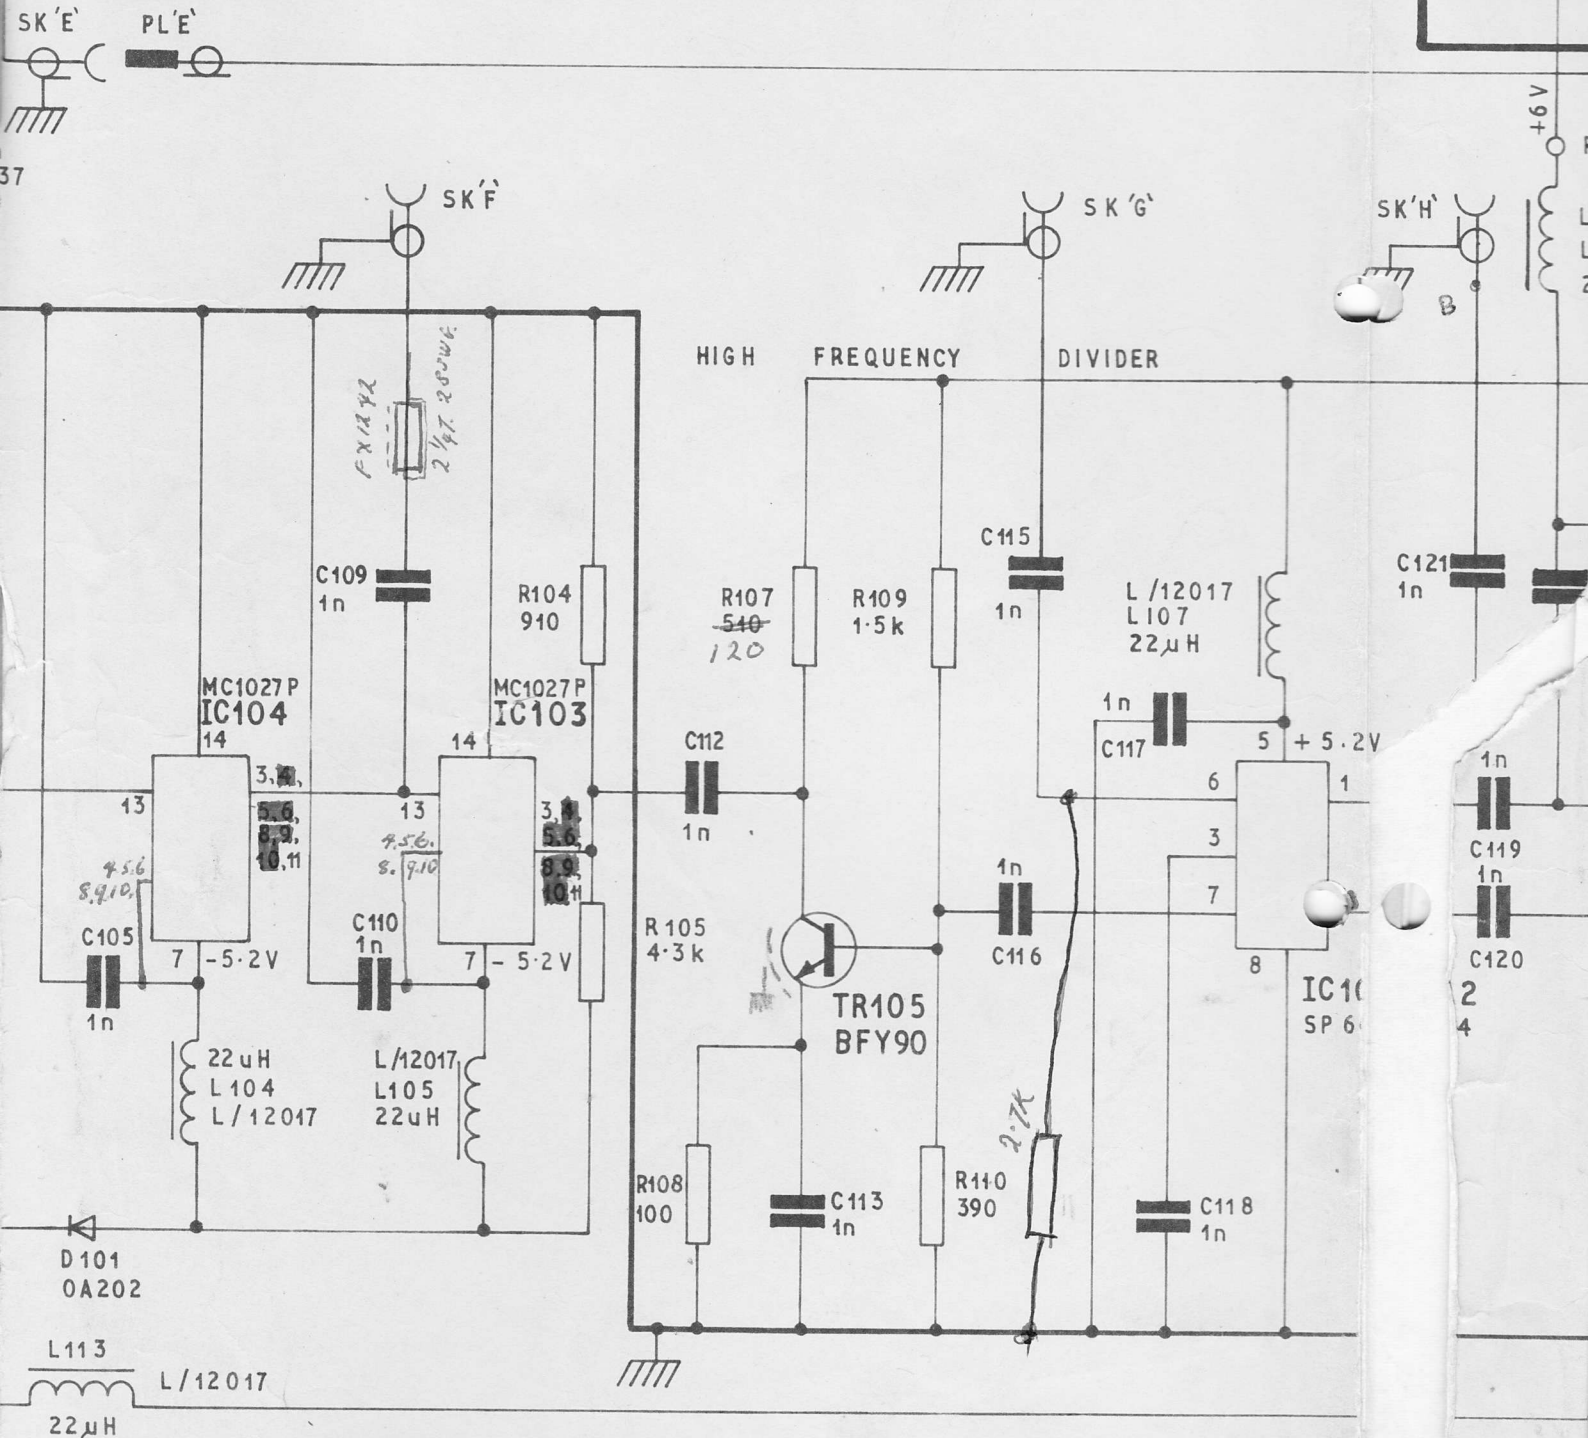 SK'E'
PL'E'
+6V
37
SK'F'
SK'G'
SK'H'
B
HIGH FREQUENCY DIVIDER
FX1242
2 1/4T. 28SWG.
C109
1n
R104
910
R107
510
120
R109
1·5k
C115
1n
L/12017
L107
22µH
C121
1n
MC1027P
IC104
14
MC1027P
IC103
14
C112
1n
1n
C117
5
+5.2V
13
3,4,
5,6,
8,9,
10,11
13
3,4,
5,6,
8,9,
10,11
6
1
1n
C119
4.5.6
8,9,10.
4.5.6.
8.9.10
3
7
1n
C116
1n
C120
C105
1n
7
-5·2V
C110
1n
7
- 5·2V
R105
4·3k
8
TR105
BFY90
22uH
L104
L/12017
L/12017
L105
22uH
2·7K
R108
100
C113
1n
R110
390
C118
1n
D101
OA202
L113
L/12017
22µH